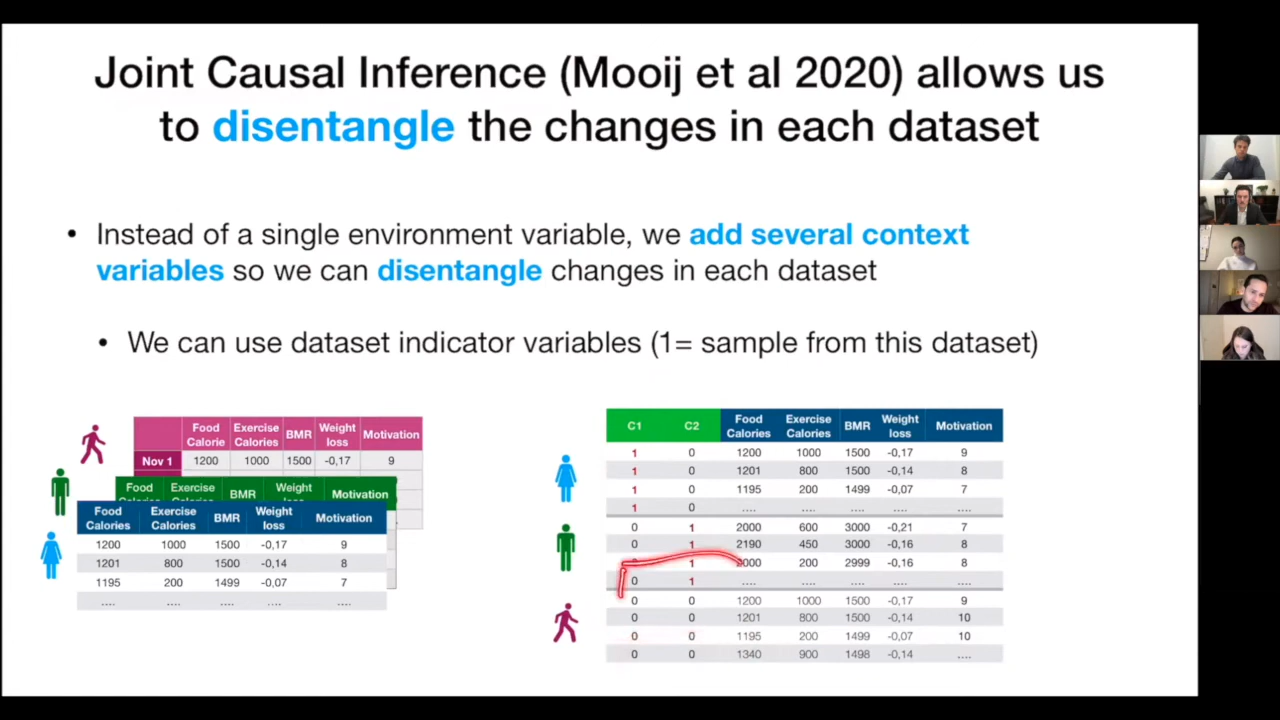 Joint Causal Inference (Mooij et al 2020) allows us
to disentangle the changes in each dataset
• Instead of a single environment variable, we add several context
variables so we can disentangle changes in each dataset
• We can use dataset indicator variables (1= sample from this dataset)
Food Calorie Exercise Calories BMR Weight loss Motivation
Nov 1 1200 1000 1500 -0,17 9
Food Exercise BMR Weight Motivation
Food Calories Exercise Calories BMR Weight loss Motivation
1200 1000 1500 -0,17 9
1201 800 1500 -0,14 8
1195 200 1499 -0,07 7
.... .... .... .... ....
C1 C2 Food Calories Exercise Calories BMR Weight loss Motivation
1 0 1200 1000 1500 -0,17 9
1 0 1201 800 1500 -0,14 8
1 0 1195 200 1499 -0,07 7
1 0 .... .... .... .... ....
0 1 2000 600 3000 -0,21 7
0 1 2190 450 3000 -0,16 8
1 200 2999 -0,16 8
0 1 .... .... .... .... ....
0 0 1200 1000 1500 -0,17 9
0 0 1201 800 1500 -0,14 10
0 0 1195 200 1499 -0,07 10
0 0 1340 900 1498 -0,14 ....